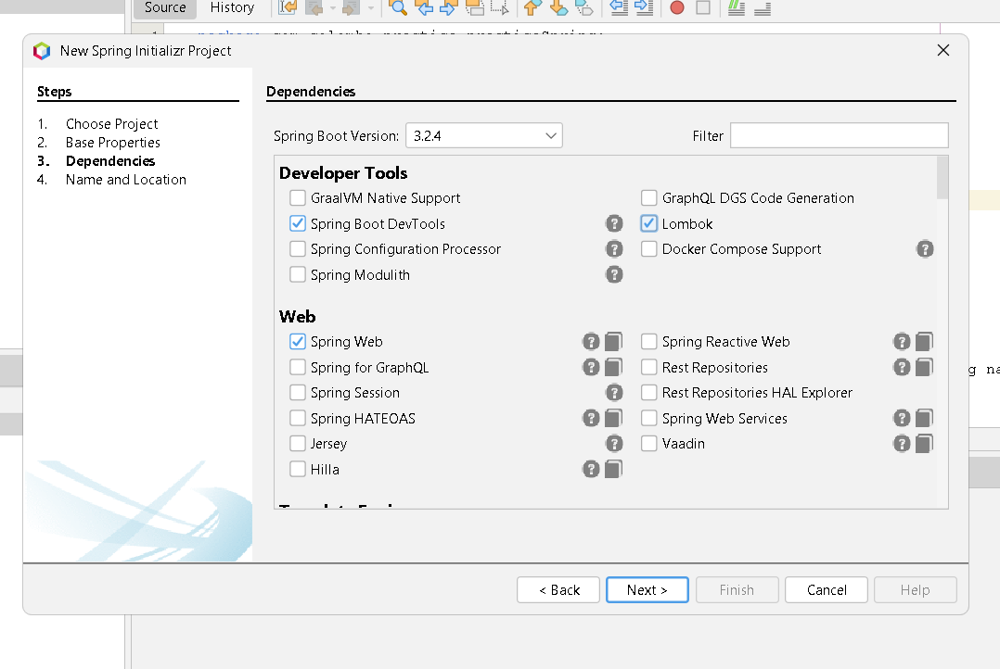 Source History
New Spring Initializr Project
Steps
1. Choose Project
2. Base Properties
3. Dependencies
4. Name and Location
Dependencies
Spring Boot Version: 3.2.4 Filter
Developer Tools
GraalVM Native Support GraphQL DGS Code Generation
Spring Boot DevTools ? Lombok
Spring Configuration Processor ? Docker Compose Support ?
Spring Modulith ?
Web
Spring Web ? Spring Reactive Web ?
Spring for GraphQL ? Rest Repositories ?
Spring Session ? Rest Repositories HAL Explorer
Spring HATEOAS ? Spring Web Services ?
Jersey ? Vaadin ?
Hilla ?
< Back Next > Finish Cancel Help